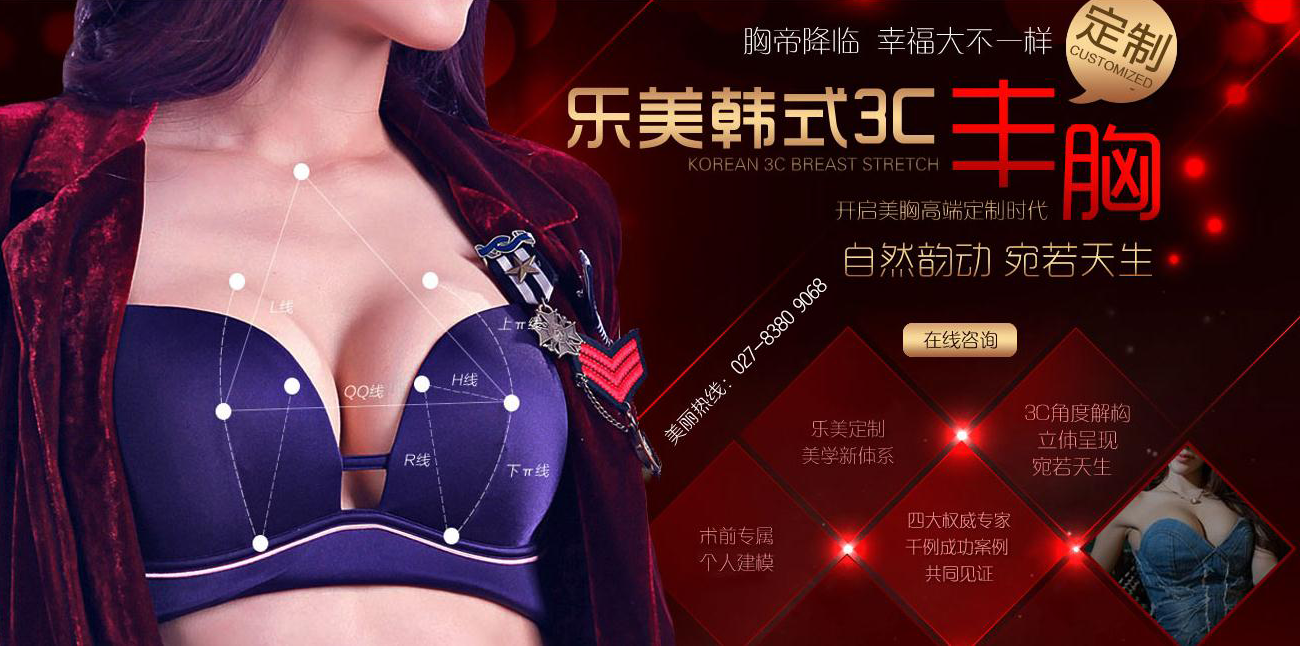 胸帝降临 幸福大不一样
定制
CUSTOMIZED
乐美韩式3C
丰胸
KOREAN 3C BREAST STRETCH
开启美胸高端定制时代
自然韵动 宛若天生
美丽热线：027-8380 9068
在线咨询
L线
上π线
QQ线
H线
R线
下π线
乐美定制
美学新体系
3C角度解构
立体呈现
宛若天生
术前专属
个人建模
四大权威专家
千例成功案例
共同见证